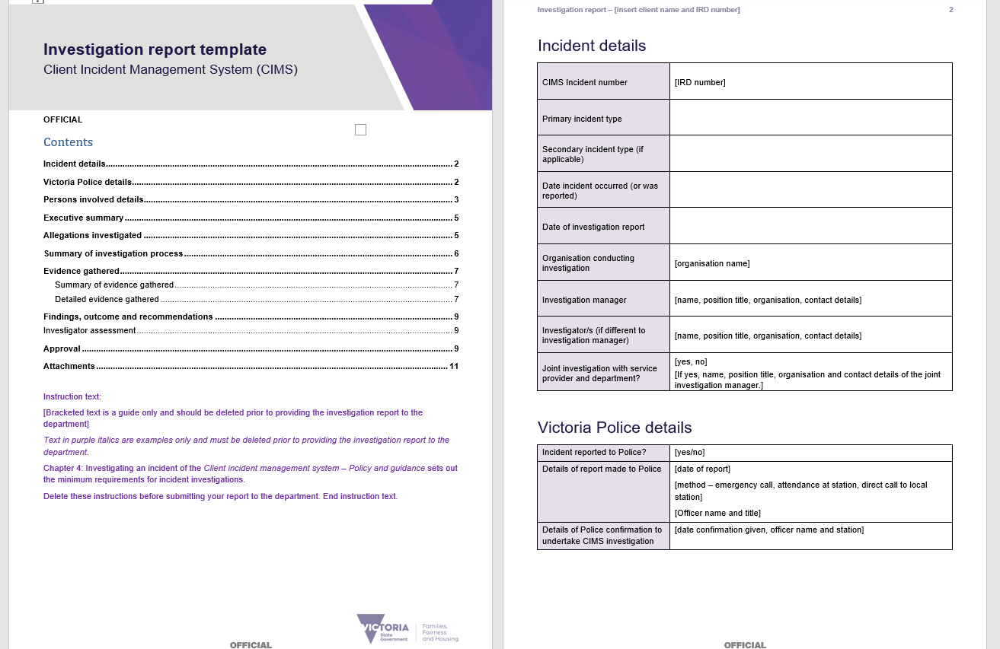 Investigation report template
Client Incident Management System (CIMS)
OFFICIAL
Contents
Incident details 2
Victoria Police details 2
Persons involved details 3
Executive summary 5
Allegations investigated 5
Summary of investigation process 6
Evidence gathered 7
Summary of evidence gathered 7
Detailed evidence gathered 7
Findings, outcome and recommendations 9
Investigator assessment 9
Approval 9
Attachments 11
Instruction text:
[Bracketed text is a guide only and should be deleted prior to providing the investigation report to the
department]
Text in purple italics are examples only and must be deleted prior to providing the investigation report to the
department.
Chapter 4: Investigating an incident of the Client incident management system – Policy and guidance sets out
the minimum requirements for incident investigations.
Delete these instructions before submitting your report to the department. End instruction text.
VICTORIA
State
Government
Families,
Fairness
and Housing
OFFICIAL
Investigation report – [insert client name and IRD number] 2
Incident details
CIMS Incident number
[IRD number]
Primary incident type
Secondary incident type (if
applicable)
Date incident occurred (or was
reported)
Date of investigation report
Organisation conducting
investigation
[organisation name]
Investigation manager
[name, position title, organisation, contact details]
Investigator/s (if different to
investigation manager)
[name, position title, organisation, contact details]
Joint investigation with service
provider and department?
[yes, no]
[If yes, name, position title, organisation and contact details of the joint
investigation manager.]
Victoria Police details
Incident reported to Police?
[yes/no]
Details of report made to Police
[date of report]
[method – emergency call, attendance at station, direct call to local
station]
[Officer name and title]
Details of Police confirmation to
undertake CIMS investigation
[date confirmation given, officer name and station]
OFFICIAL